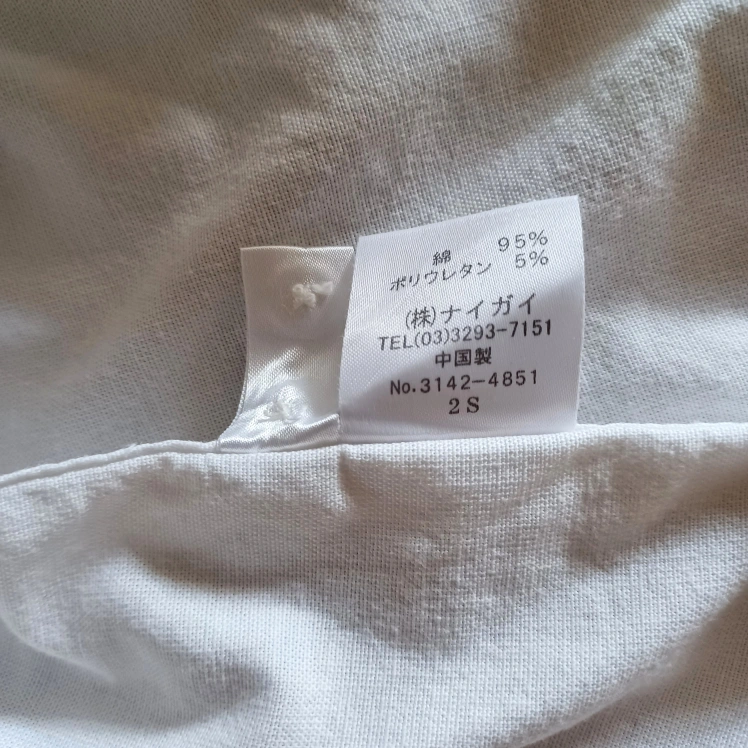 綿 95%
ポリウレタン 5%
(株)ナイガイ
TEL(03)3293-7151
中国製
No.3142-4851
2S